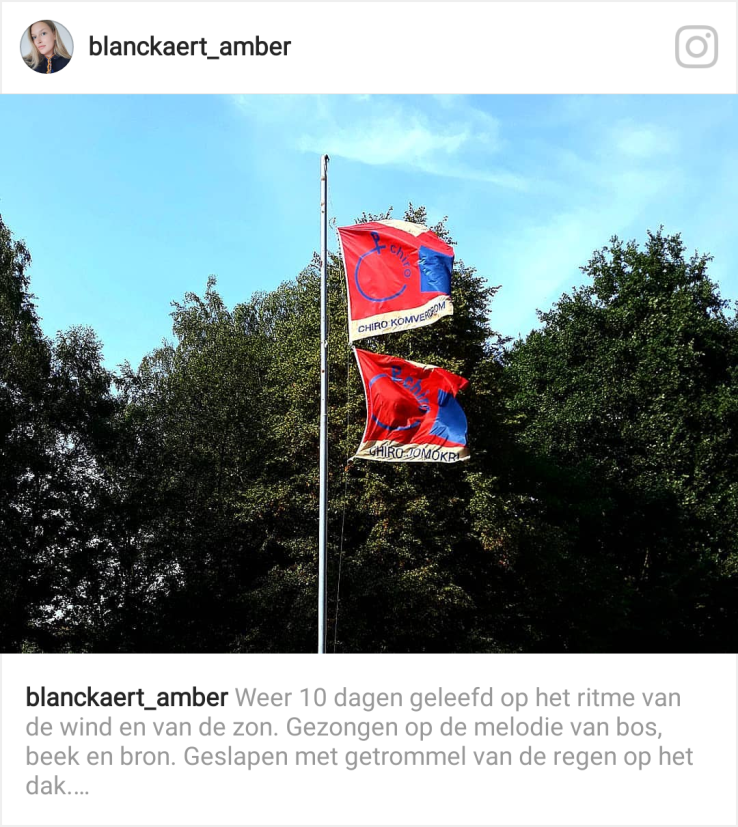 blanckaert_amber
chiro
CHIRO KOMVERGOM
chiro
CHIRO JOMOKRI
blanckaert_amber Weer 10 dagen geleefd op het ritme van
de wind en van de zon. Gezongen op de melodie van bos,
beek en bron. Geslapen met getrommel van de regen op het
dak.…